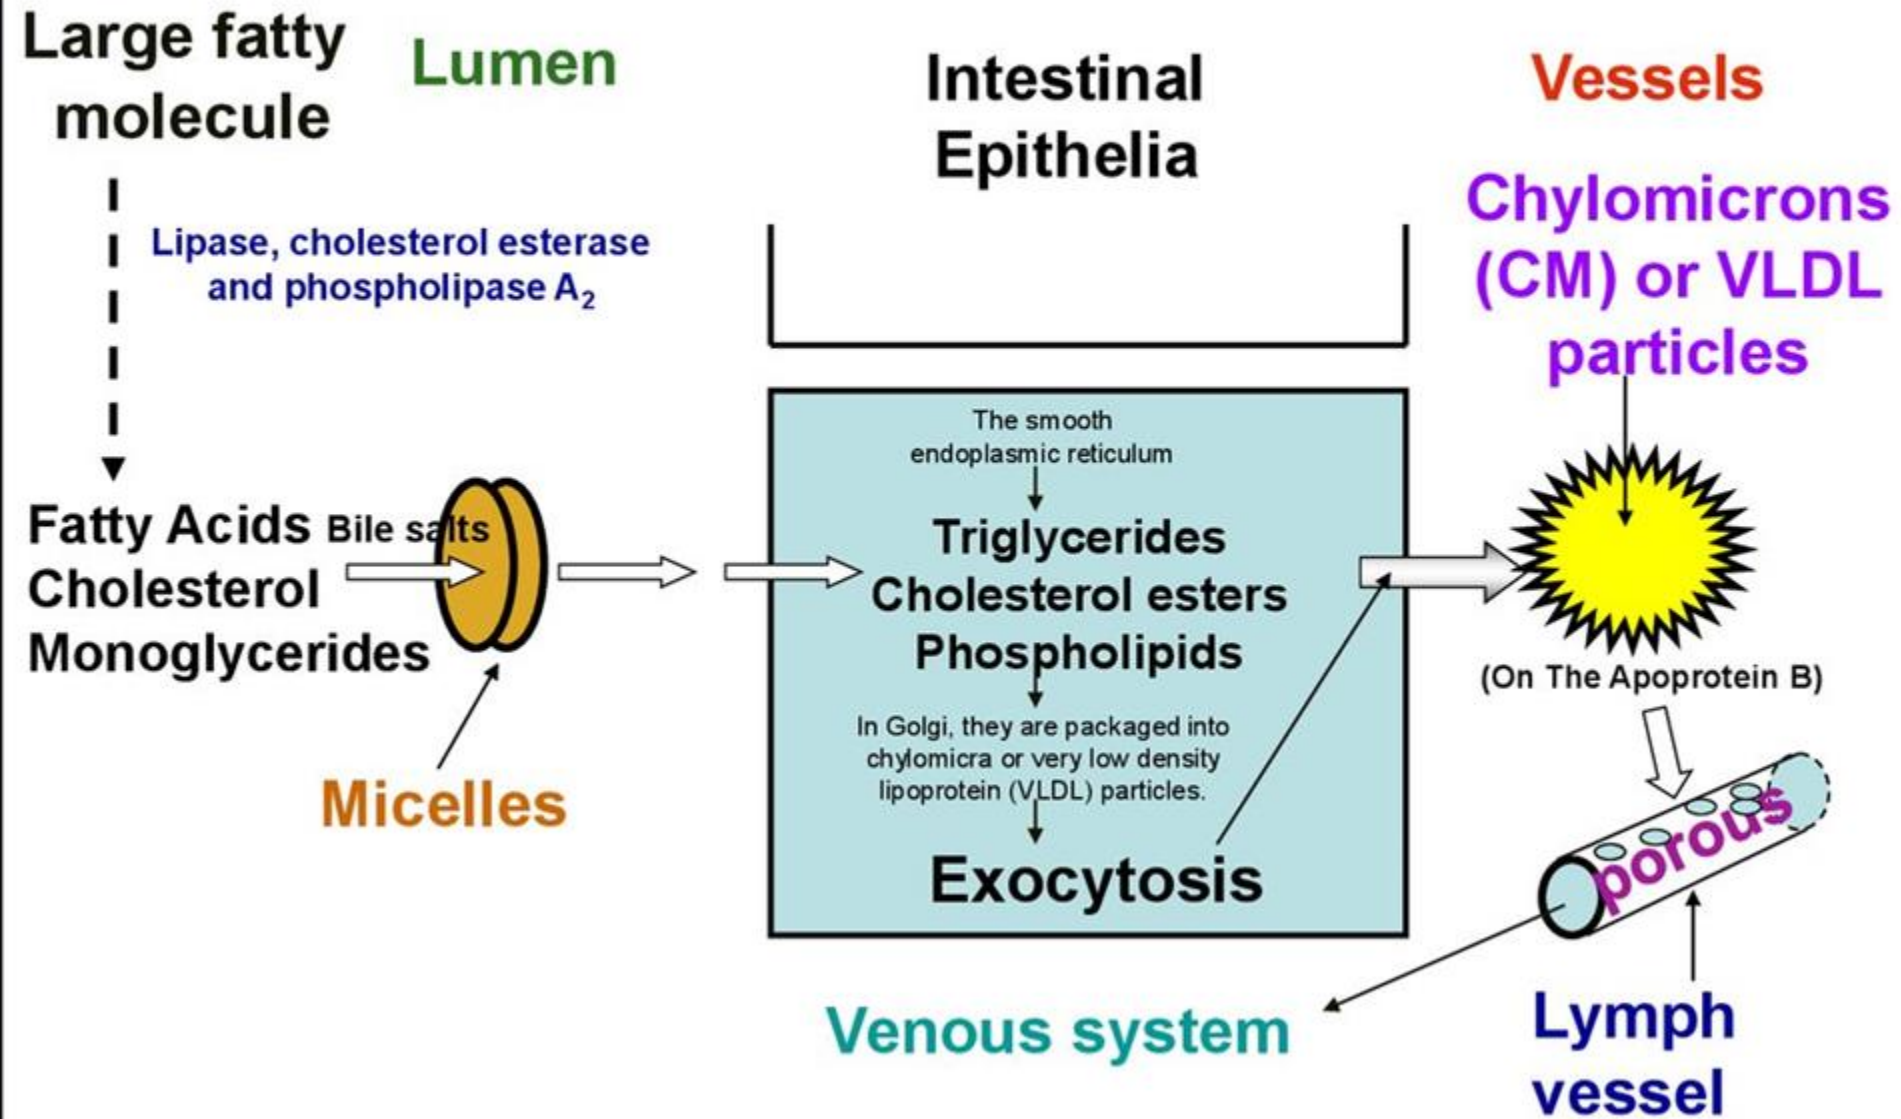 Large fatty
molecule
Lumen
Intestinal
Epithelia
Vessels
Lipase, cholesterol esterase
and phospholipase A₂
Chylomicrons
(CM) or VLDL
particles
Fatty Acids
Bile salts
Cholesterol
Monoglycerides
Micelles
The smooth
endoplasmic reticulum
Triglycerides
Cholesterol esters
Phospholipids
In Golgi, they are packaged into
chylomicra or very low density
lipoprotein (VLDL) particles.
Exocytosis
(On The Apoprotein B)
porous
Venous system
Lymph
vessel